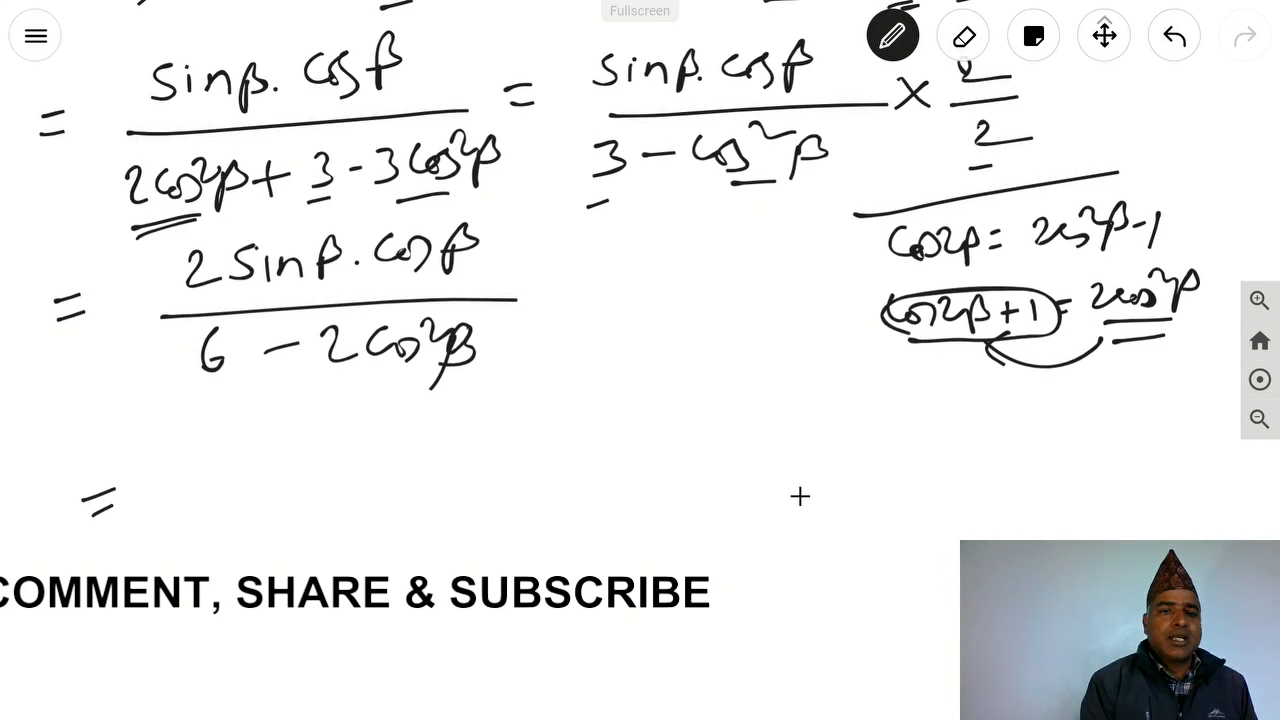 Fullscreen
= sinβ.cosβ / 2cos²β + 3 - 3cos²β = sinβ.cosβ / 3 - cos²β × 2/2
= 2sinβ.cosβ / 6 - 2cos²β
cos2β = 2cos²β-1
cos2β+1 = 2cos²β
=
COMMENT, SHARE & SUBSCRIBE